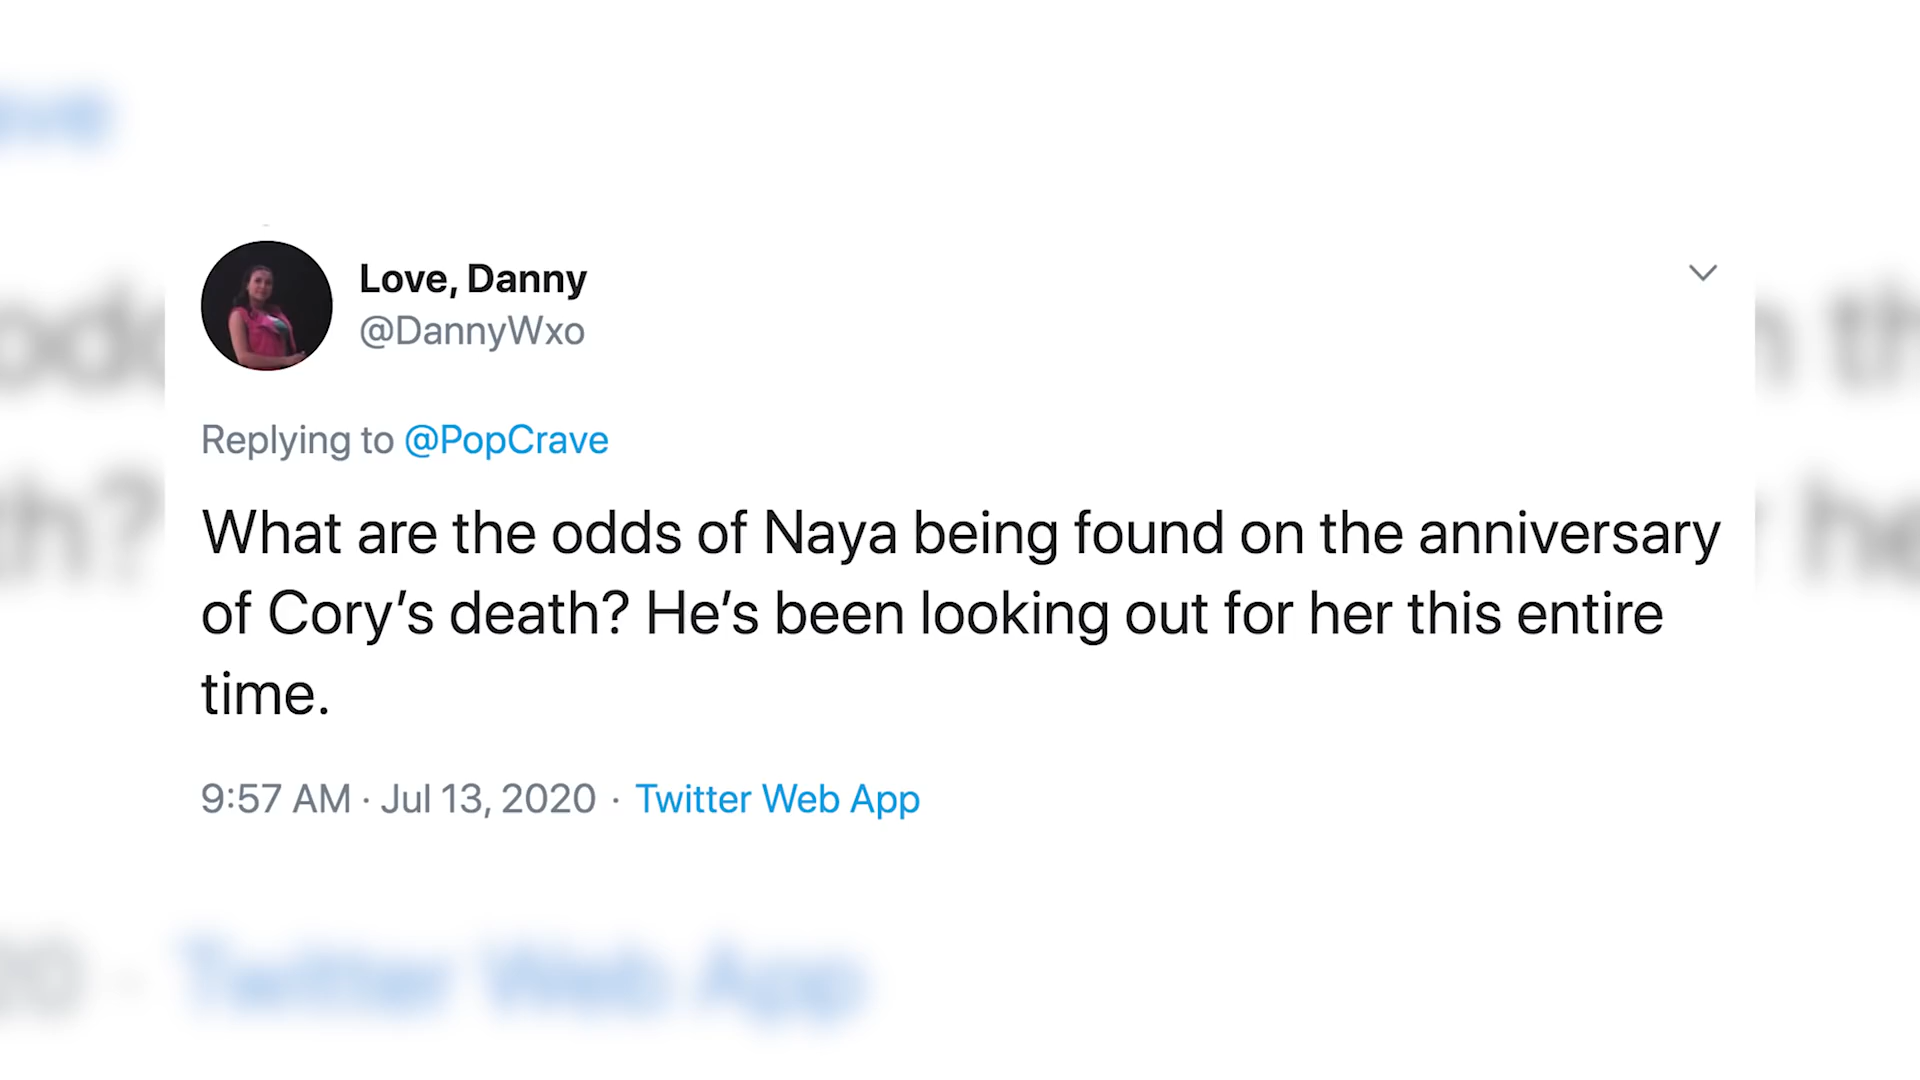 Love, Danny
@DannyWxo
Replying to @PopCrave
What are the odds of Naya being found on the anniversary
of Cory’s death? He’s been looking out for her this entire
time.
9:57 AM · Jul 13, 2020 · Twitter Web App